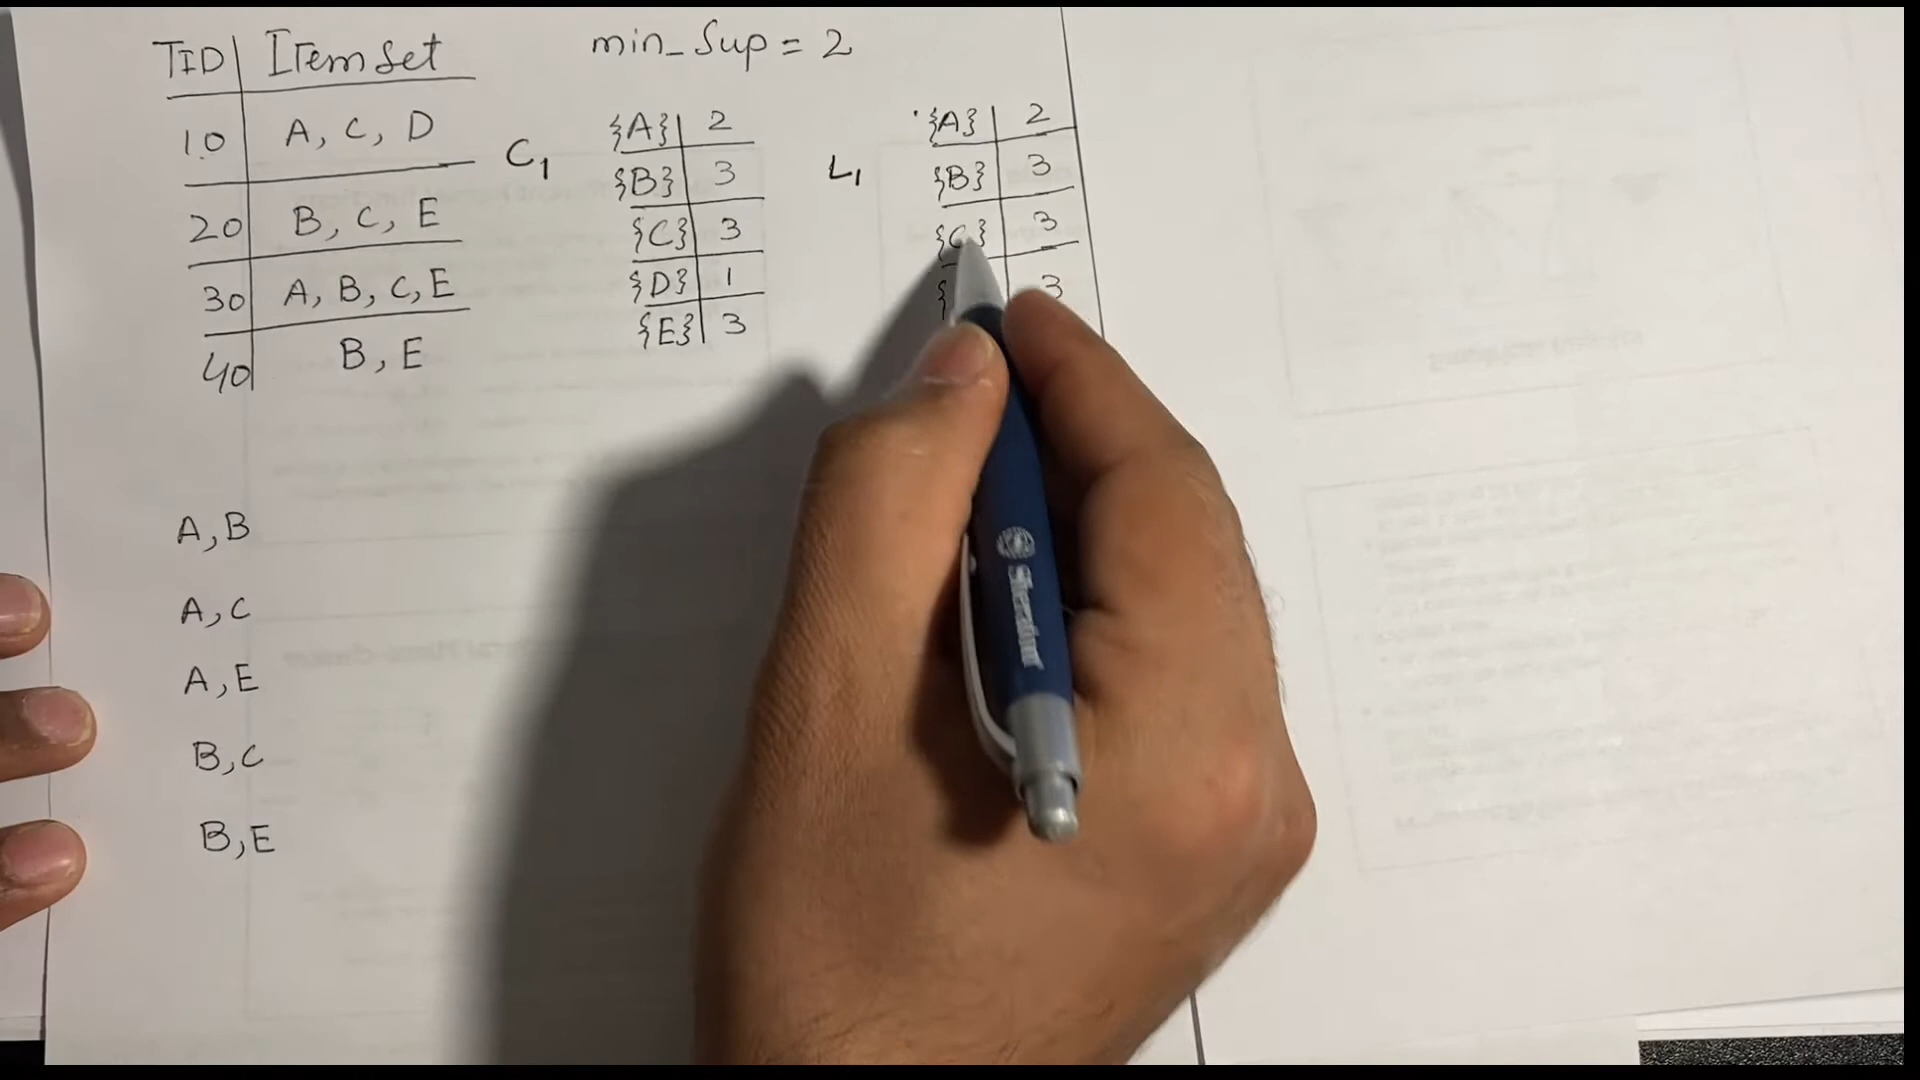 TID ITemset
min_Sup = 2
10 A, C, D
20 B, C, E
30 A, B, C, E
40 B, E
C1
{A} 2
{B} 3
{C} 3
{D} 1
{E} 3
L1
{A} 2
{B} 3
{C} 3
{ 3
A, B
A, C
A, E
B, C
B, E